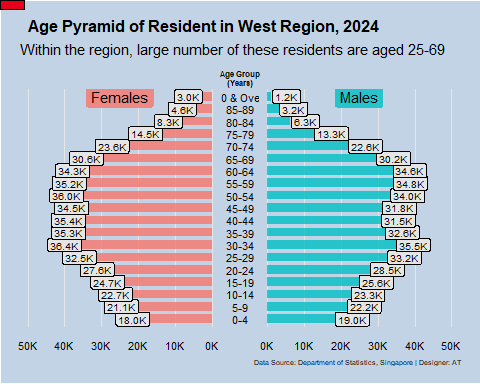 Age Pyramid of Resident in West Region, 2024
Within the region, large number of these residents are aged 25-69
Age Group
(Years)
Females
Males
3.0K 0 & Ove 1.2K
4.6K 85-89 3.2K
8.3K 80-84 6.3K
14.5K 75-79 13.3K
23.6K 70-74 22.6K
30.6K 65-69 30.2K
34.3K 60-64 34.6K
35.2K 55-59 34.8K
36.0K 50-54 34.0K
34.5K 45-49 31.8K
35.4K 40-44 31.5K
35.3K 35-39 32.6K
36.4K 30-34 35.5K
32.5K 25-29 33.2K
27.6K 20-24 28.5K
24.7K 15-19 25.6K
22.7K 10-14 23.3K
21.1K 5-9 22.2K
18.0K 0-4 19.0K
50K 40K 30K 20K 10K 0K 0K 10K 20K 30K 40K 50K
Data Source: Department of Statistics, Singapore | Designer: AT